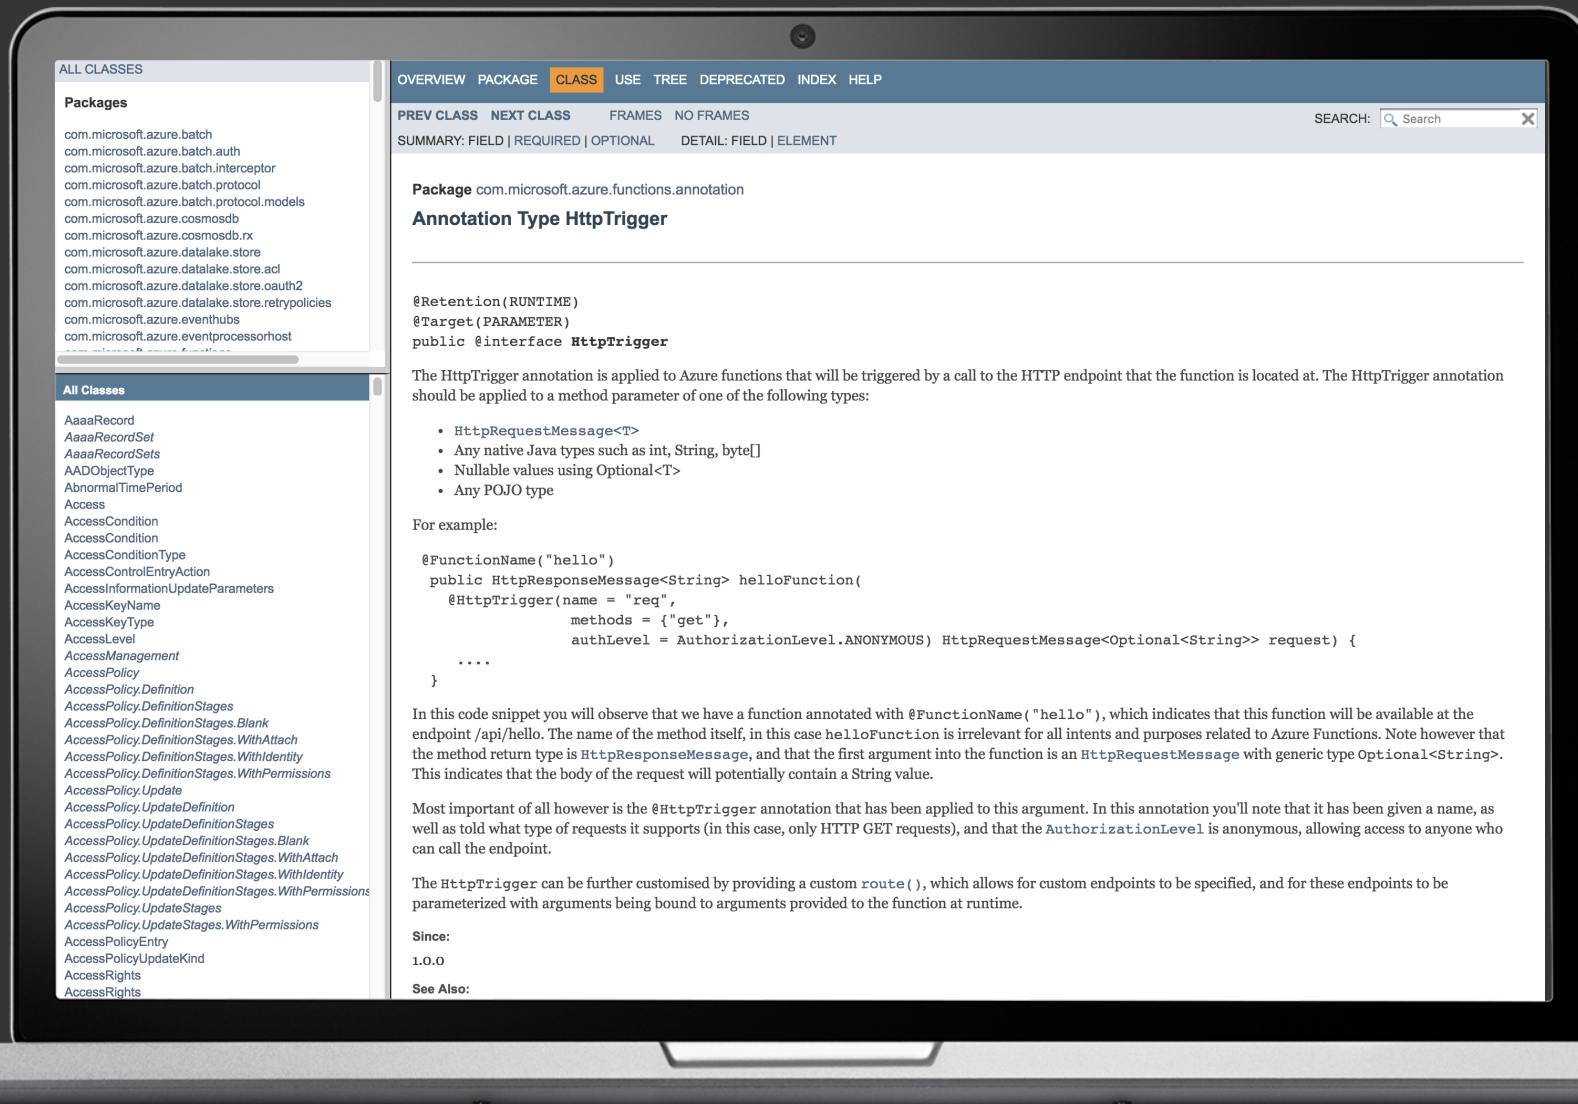 ALL CLASSES
Packages
com.microsoft.azure.batch
com.microsoft.azure.batch.auth
com.microsoft.azure.batch.interceptor
com.microsoft.azure.batch.protocol
com.microsoft.azure.batch.protocol.models
com.microsoft.azure.cosmosdb
com.microsoft.azure.cosmosdb.rx
com.microsoft.azure.datalake.store
com.microsoft.azure.datalake.store.acl
com.microsoft.azure.datalake.store.oauth2
com.microsoft.azure.datalake.store.retrypolicies
com.microsoft.azure.eventhubs
com.microsoft.azure.eventprocessorhost
All Classes
AaaaRecord
AaaaRecordSet
AaaaRecordSets
AADObjectType
AbnormalTimePeriod
Access
AccessCondition
AccessCondition
AccessConditionType
AccessControlEntryAction
AccessInformationUpdateParameters
AccessKeyName
AccessKeyType
AccessLevel
AccessManagement
AccessPolicy
AccessPolicy.Definition
AccessPolicy.DefinitionStages
AccessPolicy.DefinitionStages.Blank
AccessPolicy.DefinitionStages.WithAttach
AccessPolicy.DefinitionStages.WithIdentity
AccessPolicy.DefinitionStages.WithPermissions
AccessPolicy.Update
AccessPolicy.UpdateDefinition
AccessPolicy.UpdateDefinitionStages
AccessPolicy.UpdateDefinitionStages.Blank
AccessPolicy.UpdateDefinitionStages.WithAttach
AccessPolicy.UpdateDefinitionStages.WithIdentity
AccessPolicy.UpdateDefinitionStages.WithPermissions
AccessPolicy.UpdateStages
AccessPolicy.UpdateStages.WithPermissions
AccessPolicyEntry
AccessPolicyUpdateKind
AccessRights
AccessRights
OVERVIEW PACKAGE CLASS USE TREE DEPRECATED INDEX HELP
PREV CLASS NEXT CLASS FRAMES NO FRAMES SEARCH: Search
SUMMARY: FIELD | REQUIRED | OPTIONAL DETAIL: FIELD | ELEMENT
Package com.microsoft.azure.functions.annotation
Annotation Type HttpTrigger
@Retention(RUNTIME)
@Target(PARAMETER)
public @interface HttpTrigger
The HttpTrigger annotation is applied to Azure functions that will be triggered by a call to the HTTP endpoint that the function is located at. The HttpTrigger annotation
should be applied to a method parameter of one of the following types:
• HttpRequestMessage<T>
• Any native Java types such as int, String, byte[]
• Nullable values using Optional<T>
• Any POJO type
For example:
@FunctionName("hello")
public HttpResponseMessage<String> helloFunction(
@HttpTrigger(name = "req",
methods = {"get"},
authLevel = AuthorizationLevel.ANONYMOUS) HttpRequestMessage<Optional<String>> request) {
....
}
In this code snippet you will observe that we have a function annotated with @FunctionName("hello"), which indicates that this function will be available at the
endpoint /api/hello. The name of the method itself, in this case helloFunction is irrelevant for all intents and purposes related to Azure Functions. Note however that
the method return type is HttpResponseMessage, and that the first argument into the function is an HttpRequestMessage with generic type Optional<String>.
This indicates that the body of the request will potentially contain a String value.
Most important of all however is the @HttpTrigger annotation that has been applied to this argument. In this annotation you'll note that it has been given a name, as
well as told what type of requests it supports (in this case, only HTTP GET requests), and that the AuthorizationLevel is anonymous, allowing access to anyone who
can call the endpoint.
The HttpTrigger can be further customised by providing a custom route(), which allows for custom endpoints to be specified, and for these endpoints to be
parameterized with arguments being bound to arguments provided to the function at runtime.
Since:
1.0.0
See Also: